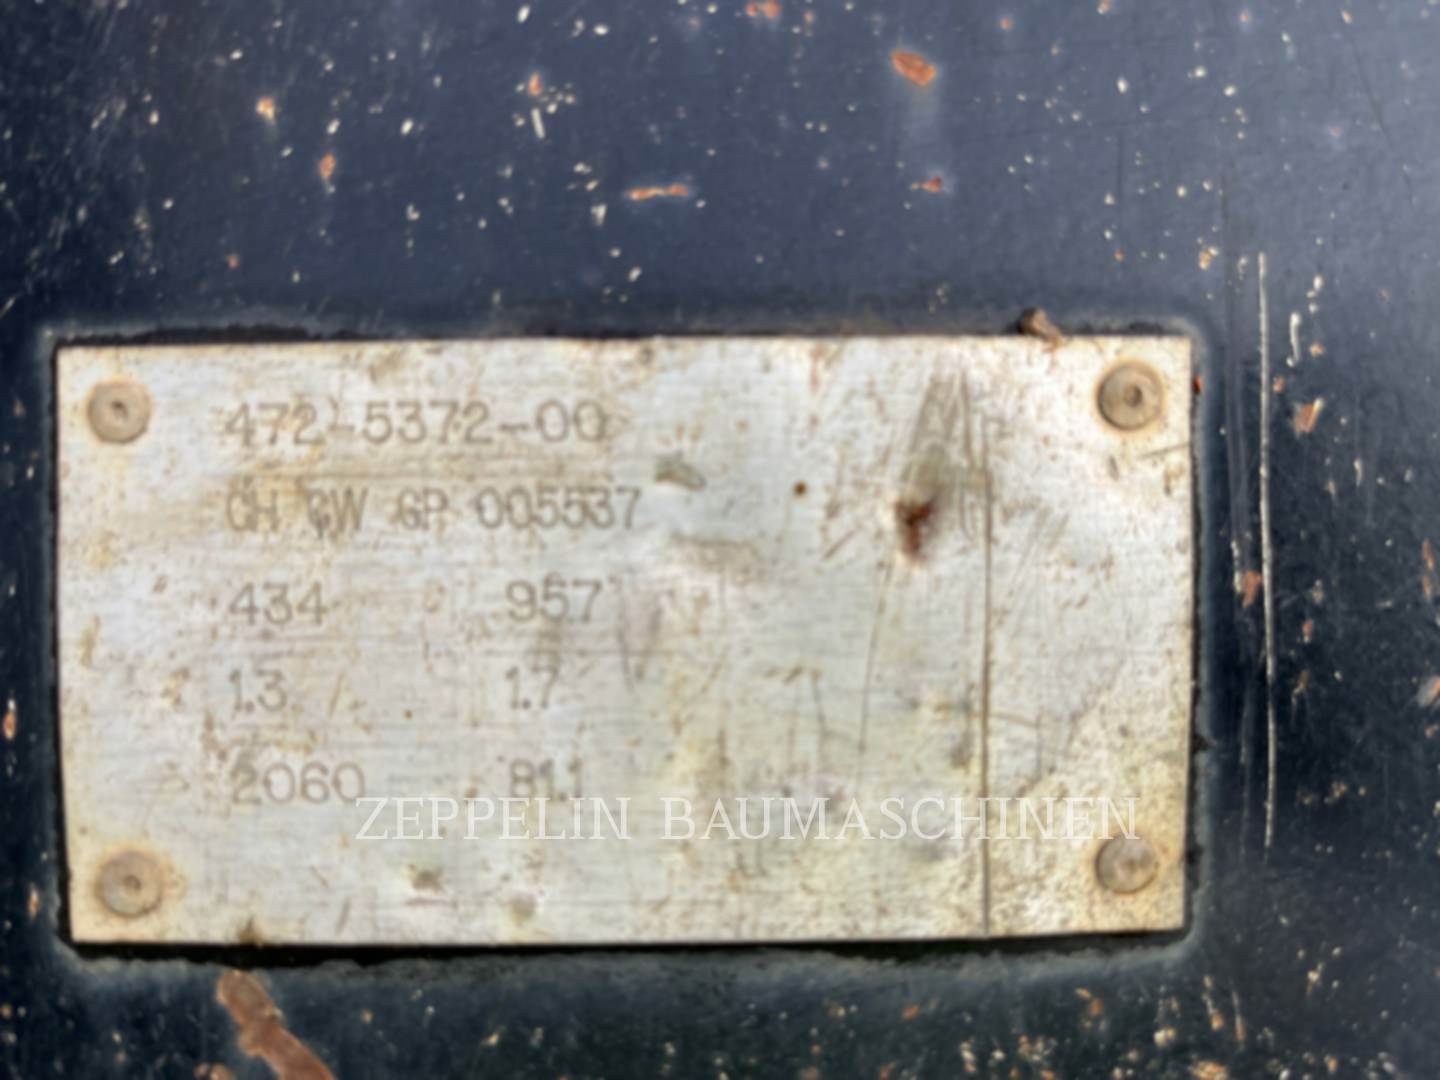 472-5372-00
CH CW GP 005537
434 957
1.3 1.7
2060 81.1
ZEPPELIN BAUMASCHINEN